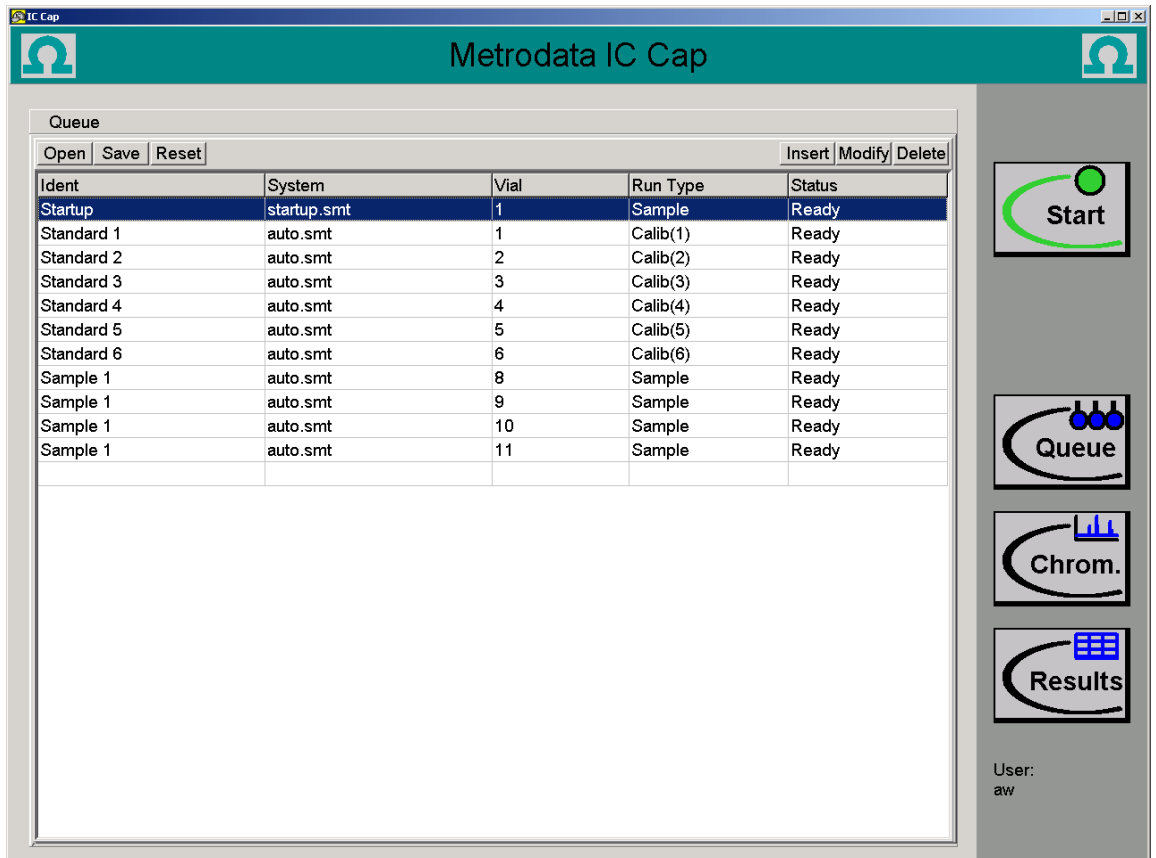 IC Cap
Metrodata IC Cap
Queue
Open Save Reset Insert Modify Delete
Ident System Vial Run Type Status
Startup startup.smt 1 Sample Ready
Standard 1 auto.smt 1 Calib(1) Ready
Standard 2 auto.smt 2 Calib(2) Ready
Standard 3 auto.smt 3 Calib(3) Ready
Standard 4 auto.smt 4 Calib(4) Ready
Standard 5 auto.smt 5 Calib(5) Ready
Standard 6 auto.smt 6 Calib(6) Ready
Sample 1 auto.smt 8 Sample Ready
Sample 1 auto.smt 9 Sample Ready
Sample 1 auto.smt 10 Sample Ready
Sample 1 auto.smt 11 Sample Ready
Start
Queue
Chrom.
Results
User:
aw